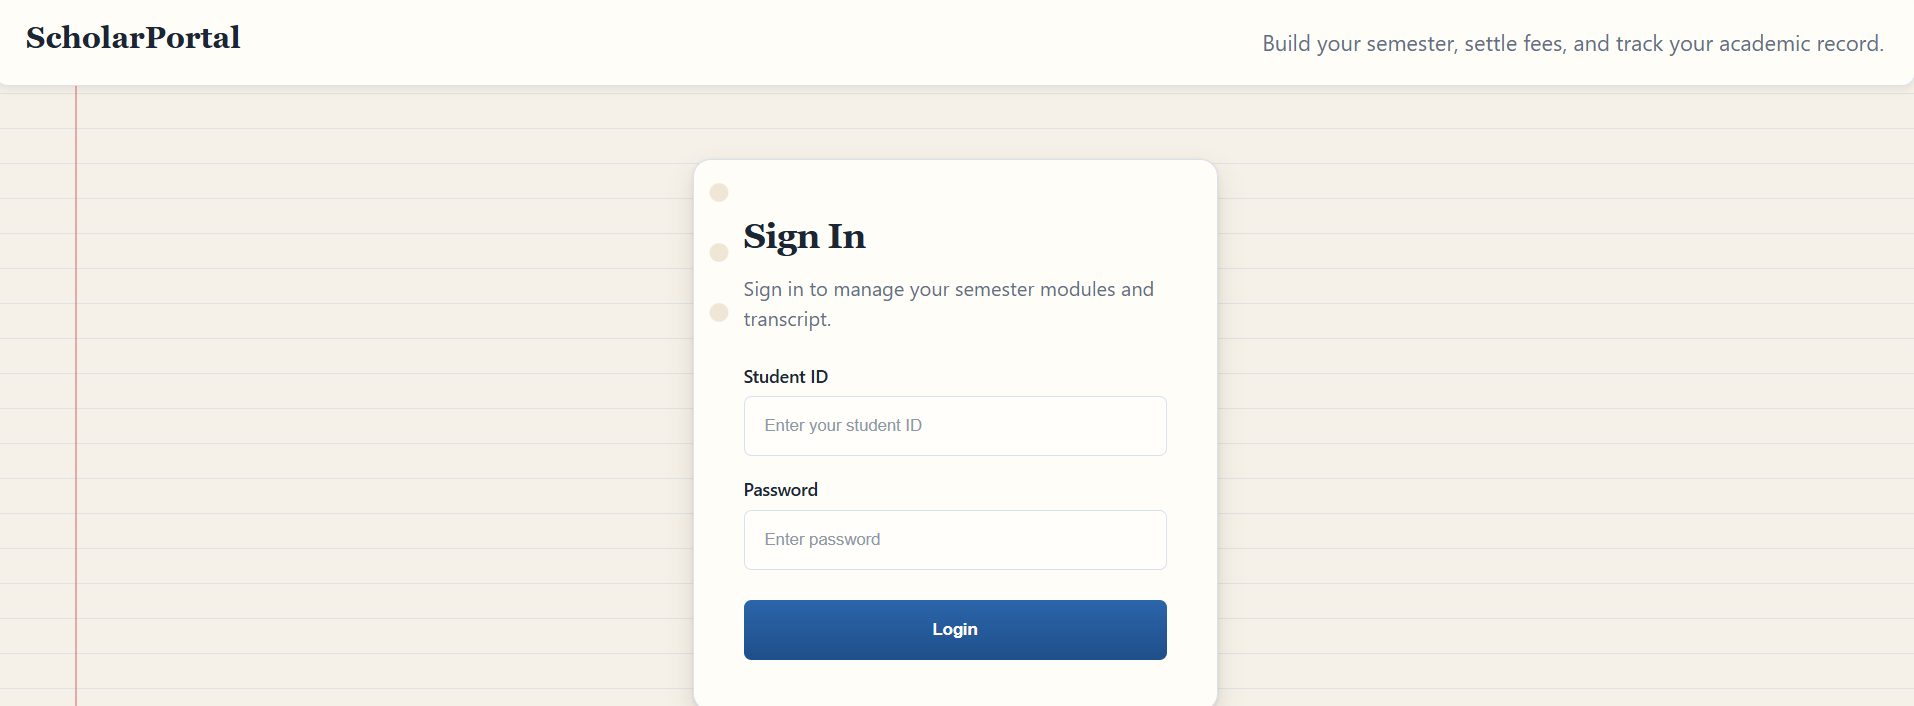 ScholarPortal
Build your semester, settle fees, and track your academic record.
Sign In
Sign in to manage your semester modules and
transcript.
Student ID
Enter your student ID
Password
Enter password
Login